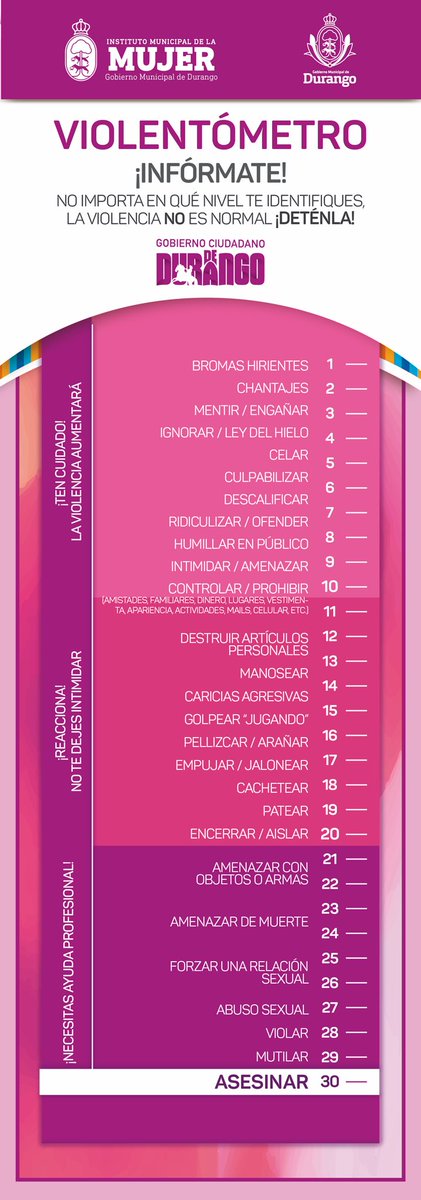 INSTITUTO MUNICIPAL DE LA
MUJER
Gobierno Municipal de Durango
Gobierno Municipal de
Durango
VIOLENTÓMETRO
¡INFÓRMATE!
NO IMPORTA EN QUÉ NIVEL TE IDENTIFIQUES,
LA VIOLENCIA NO ES NORMAL ¡DETÉNLA!
GOBIERNO CIUDADANO
DE
DURANGO
¡TEN CUIDADO!
LA VIOLENCIA AUMENTARÁ
BROMAS HIRIENTES 1
CHANTAJES 2
MENTIR / ENGAÑAR 3
IGNORAR / LEY DEL HIELO 4
CELAR 5
CULPABILIZAR 6
DESCALIFICAR 7
RIDICULIZAR / OFENDER
HUMILLAR EN PÚBLICO 8
INTIMIDAR / AMENAZAR 9
CONTROLAR / PROHIBIR 10
(AMISTADES, FAMILIARES, DINERO, LUGARES, VESTIMEN-
TA, APARIENCIA, ACTIVIDADES, MAILS, CELULAR, ETC.) 11
¡REACCIONA!
NO TE DEJES INTIMIDAR
DESTRUIR ARTÍCULOS 12
PERSONALES
13
MANOSEAR
14
CARICIAS AGRESIVAS
15
GOLPEAR "JUGANDO"
16
PELLIZCAR / ARAÑAR
EMPUJAR / JALONEAR 17
CACHETEAR 18
PATEAR 19
ENCERRAR / AISLAR 20
¡NECESITAS AYUDA PROFESIONAL!
21
AMENAZAR CON
OBJETOS O ARMAS 22
23
AMENAZAR DE MUERTE
24
25
FORZAR UNA RELACIÓN
SEXUAL 26
ABUSO SEXUAL 27
VIOLAR 28
MUTILAR 29
ASESINAR 30